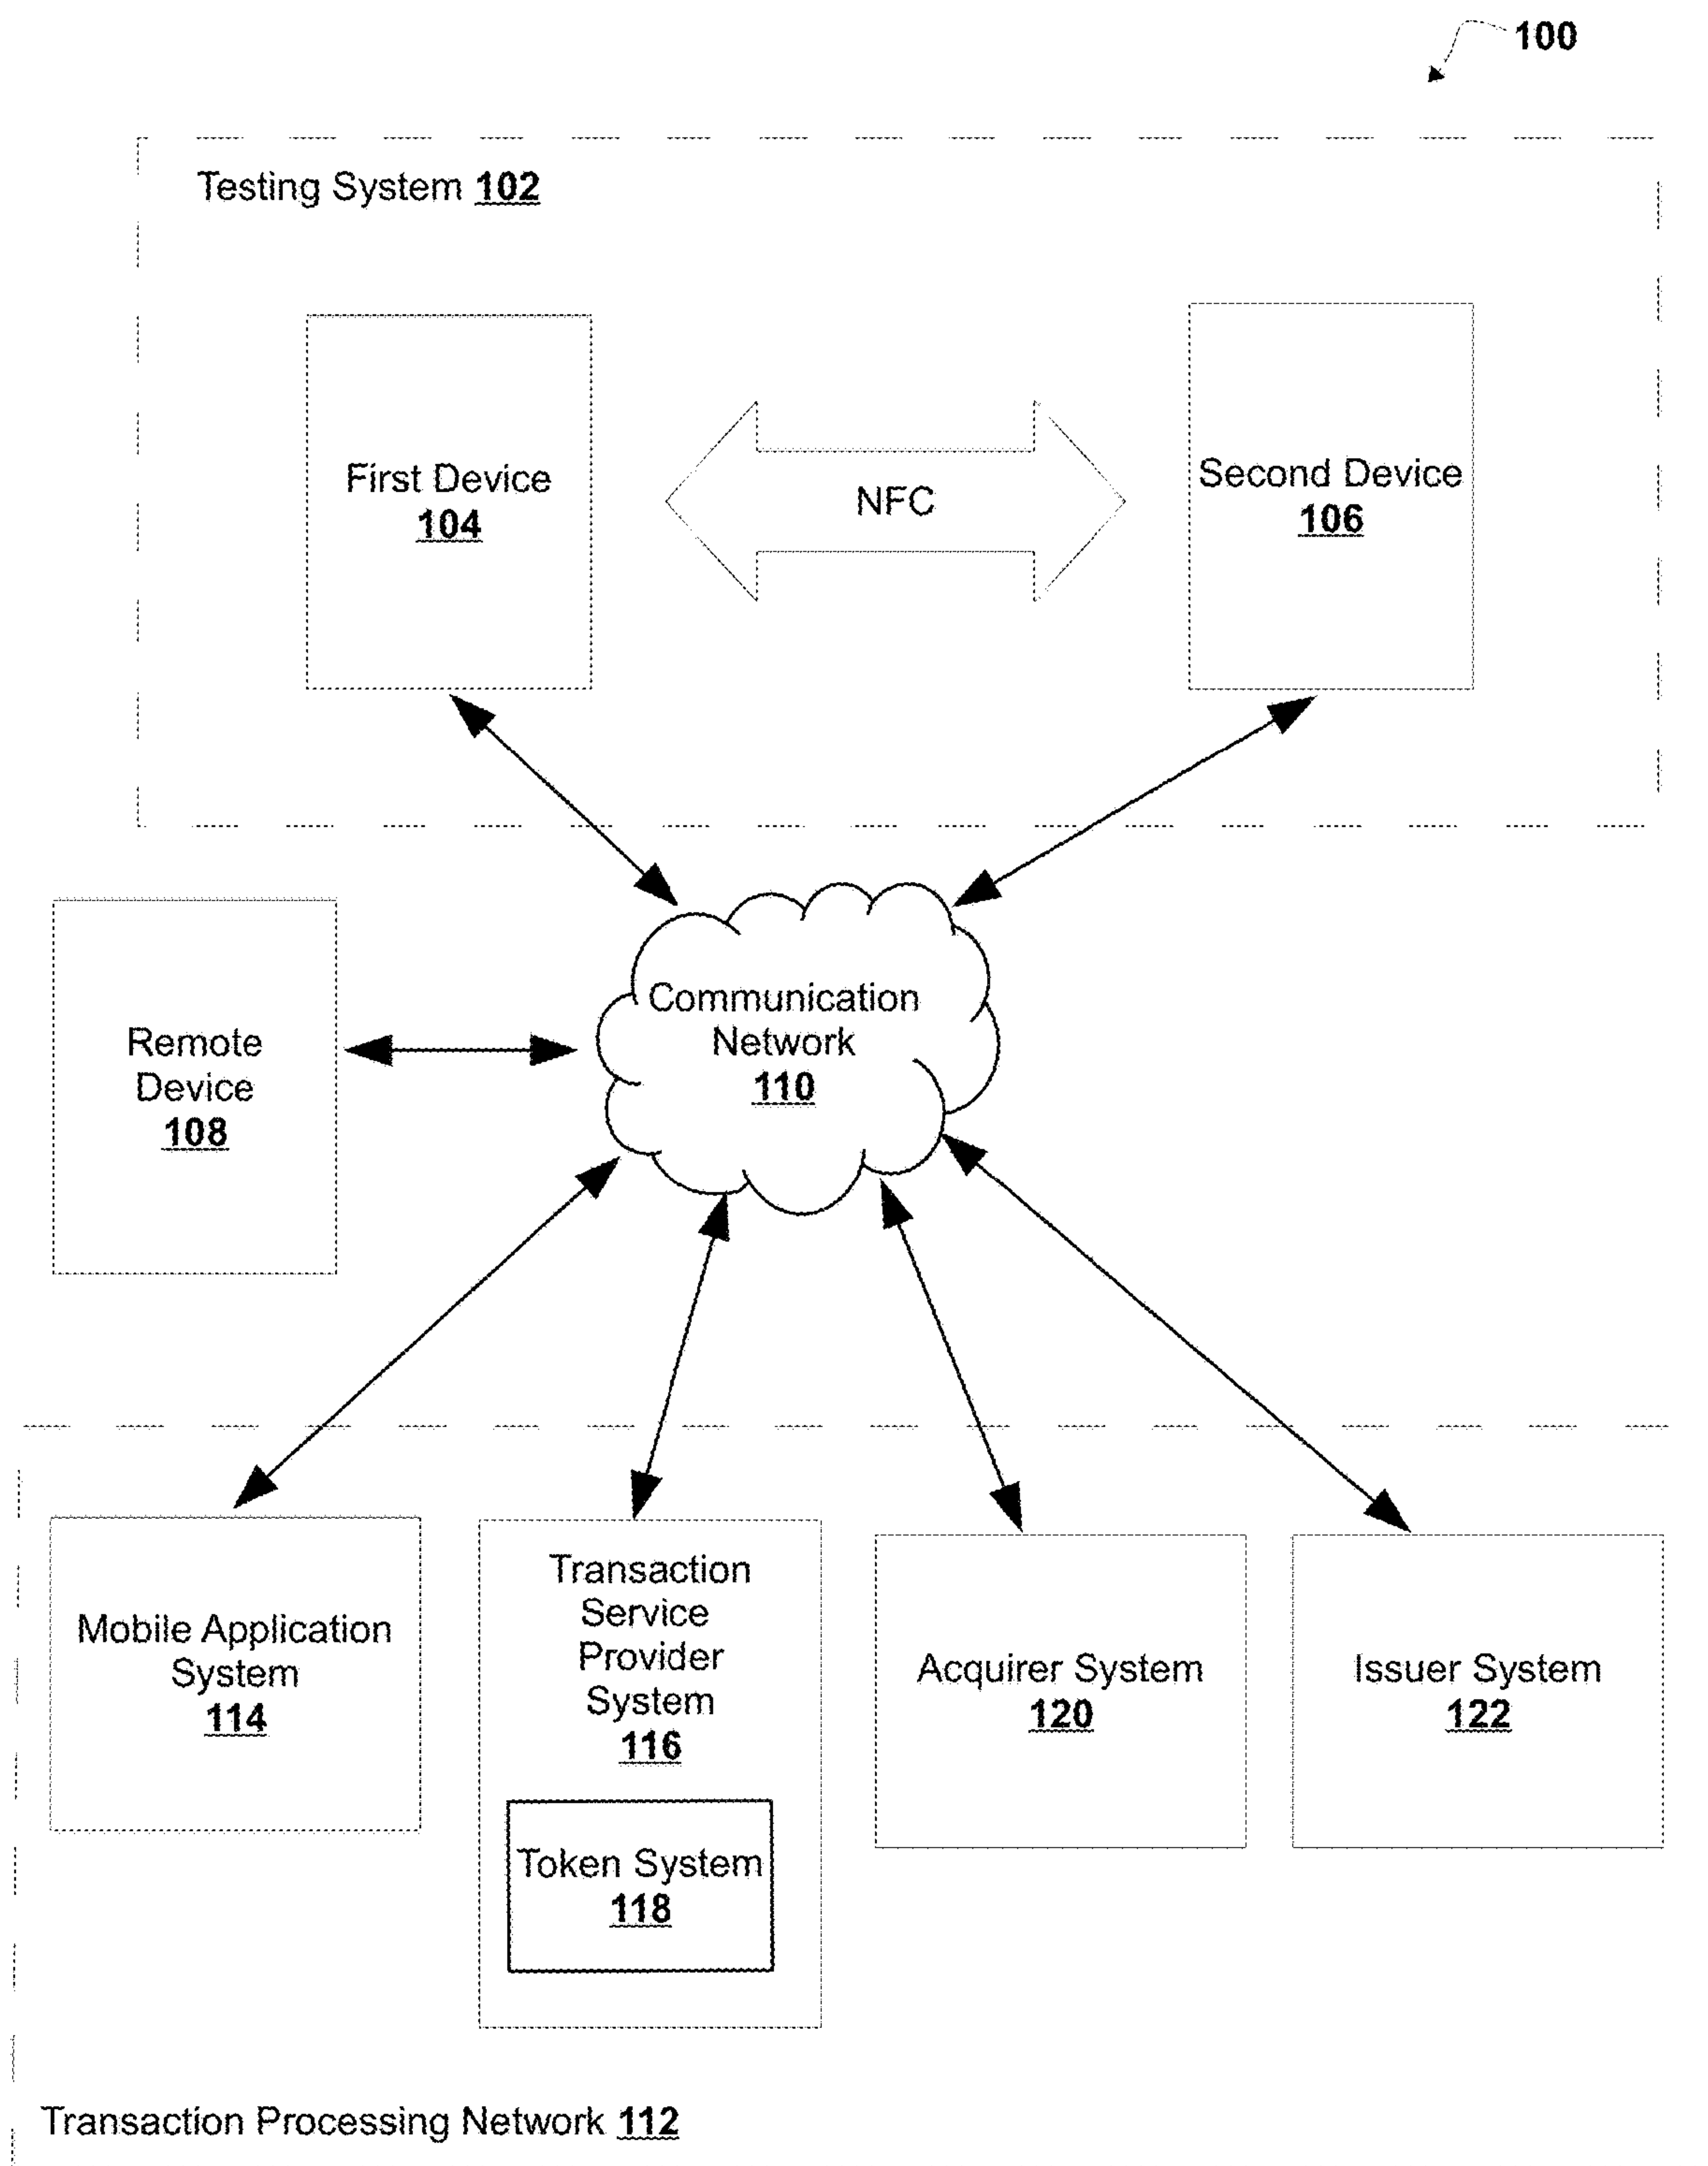 100
Testing System 102
First Device
104
NFC
Second Device
106
Communication
Network
110
Remote
Device
108
Mobile Application
System
114
Transaction
Service
Provider
System
116
Token System
118
Acquirer System
120
Issuer System
122
Transaction Processing Network 112